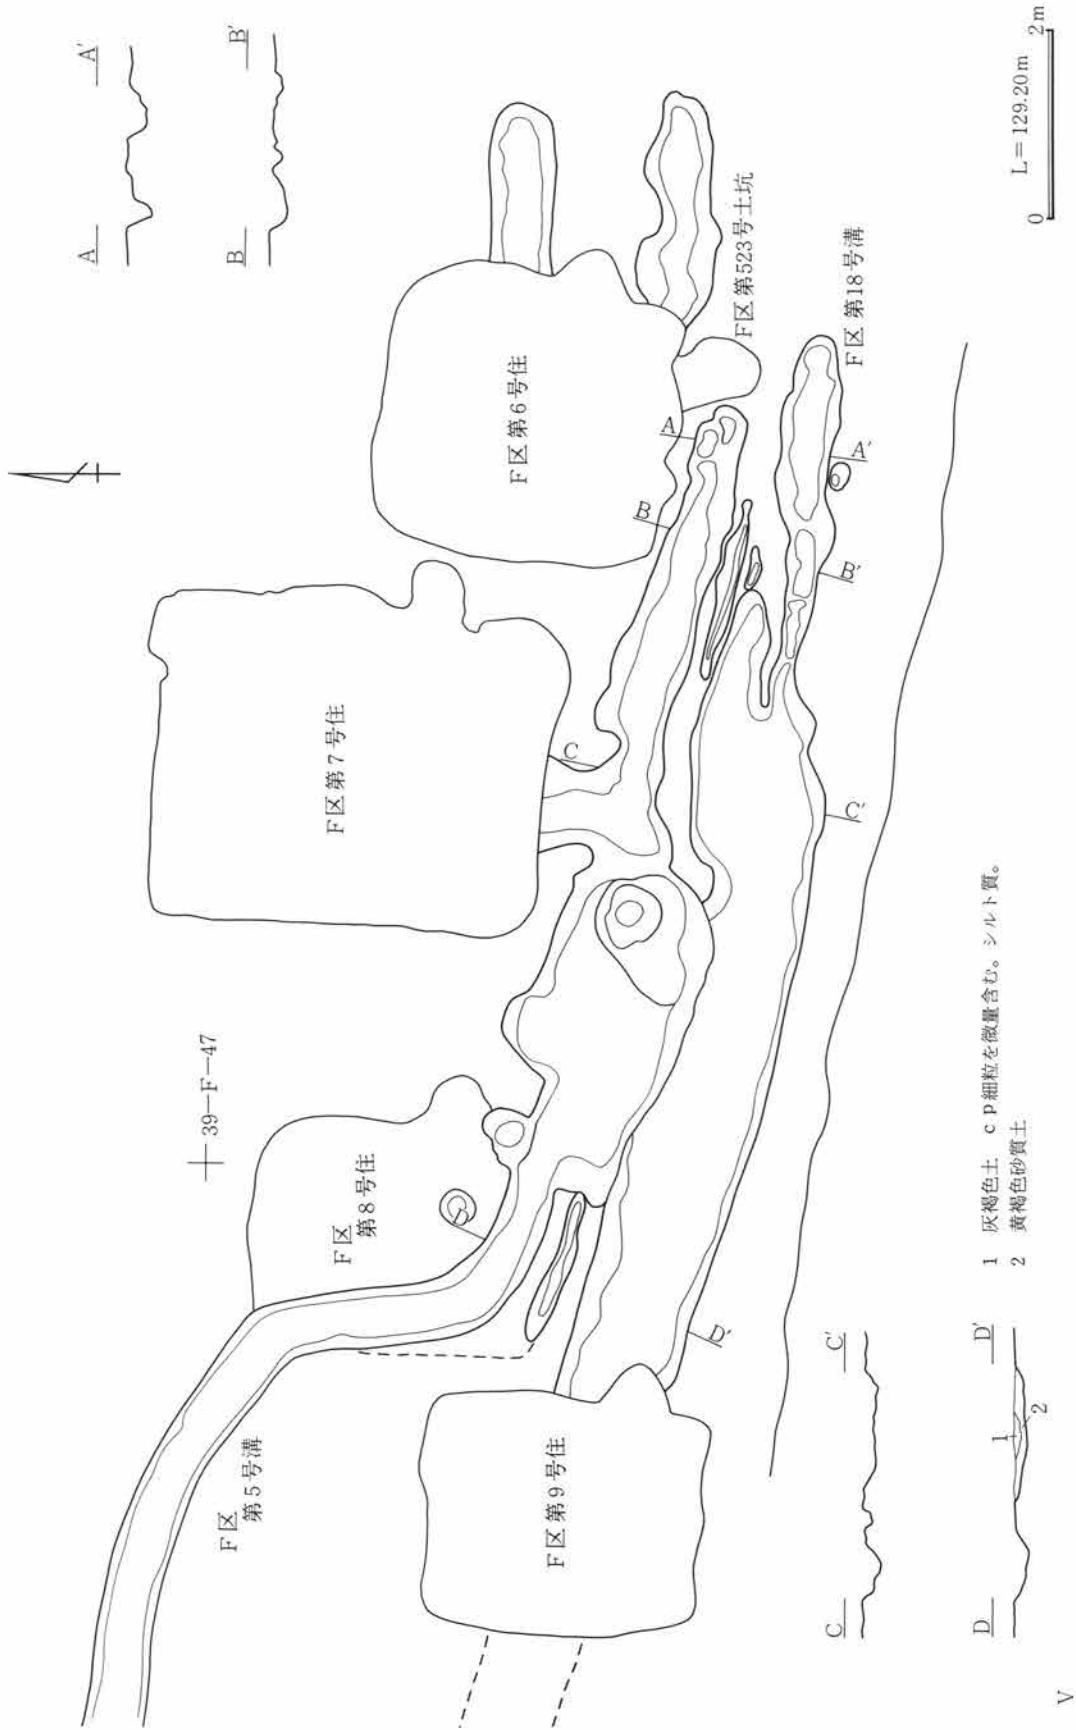 A A'
B B'
F区第6号住
F区第523号土坑
F区 第18号溝
A
A'
B
B'
F区第7号住
C
C'
39-F-47
F区
第8号住
D
D'
F区
第5号溝
F区第9号住
C C'
D D'
1
2
1 灰褐色土 cp細粒を微量含む。シルト質。
2 黄褐色砂質土
L=129.20m
0 2m
V